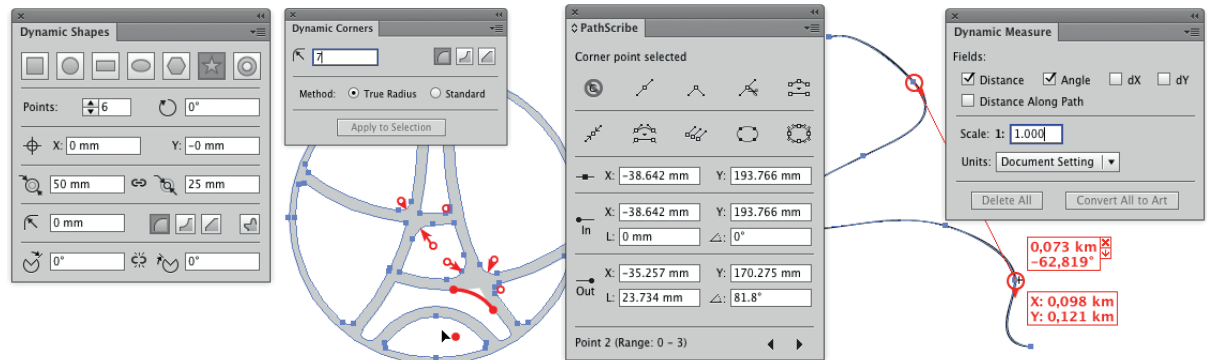 Dynamic Shapes
Points: 6 0°
X: 0 mm Y: -0 mm
50 mm 25 mm
0 mm
0° 0°
Dynamic Corners
7
Method: True Radius Standard
Apply to Selection
PathScribe
Corner point selected
X: -38.642 mm Y: 193.766 mm
X: -38.642 mm Y: 193.766 mm
In
L: 0 mm 0°
X: -35.257 mm Y: 170.275 mm
Out
L: 23.734 mm 81.8°
Point 2 (Range: 0 – 3)
Dynamic Measure
Fields:
Distance Angle dX dY
Distance Along Path
Scale: 1: 1.000
Units: Document Setting
Delete All Convert All to Art
0,073 km
-62,819°
X: 0,098 km
Y: 0,121 km